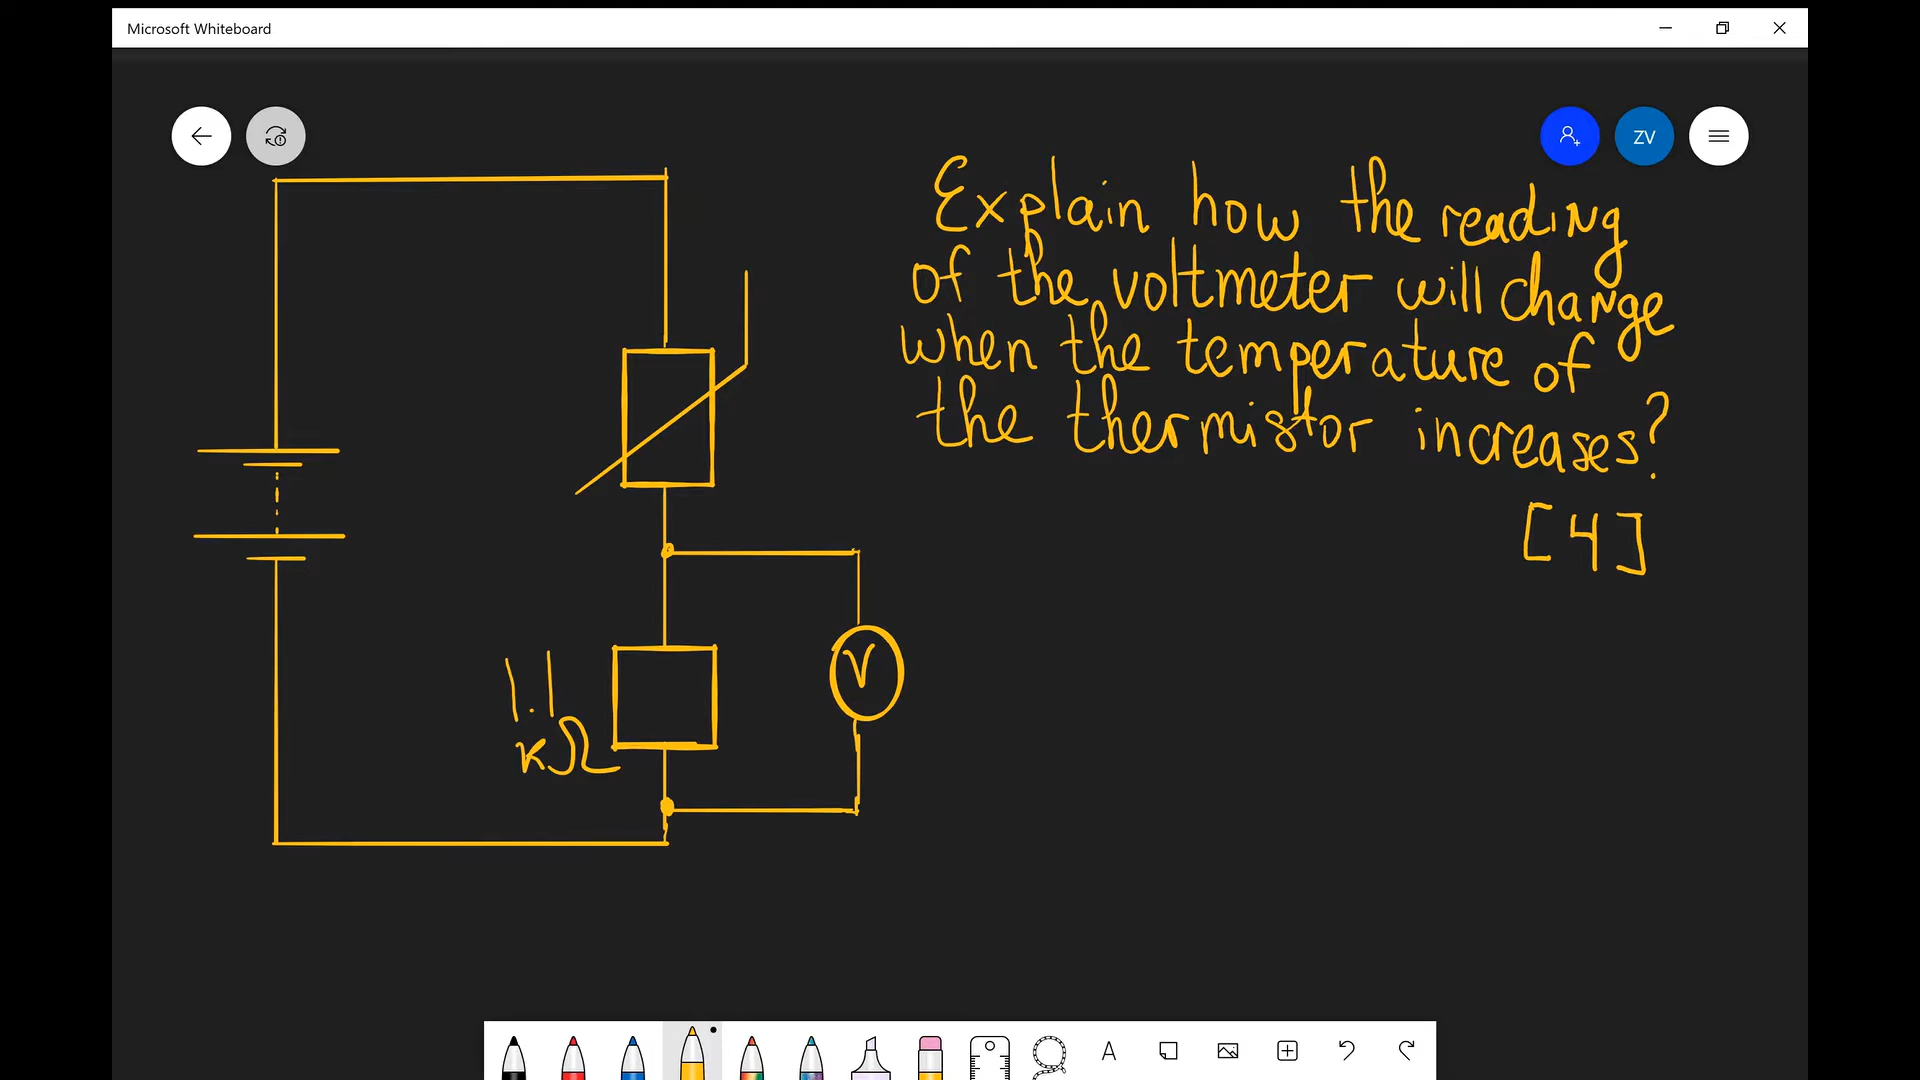 Microsoft Whiteboard
ZV
Explain how the reading
of the voltmeter will change
when the temperature of
the thermistor increases?
[4]
V
1.1
kΩ
A